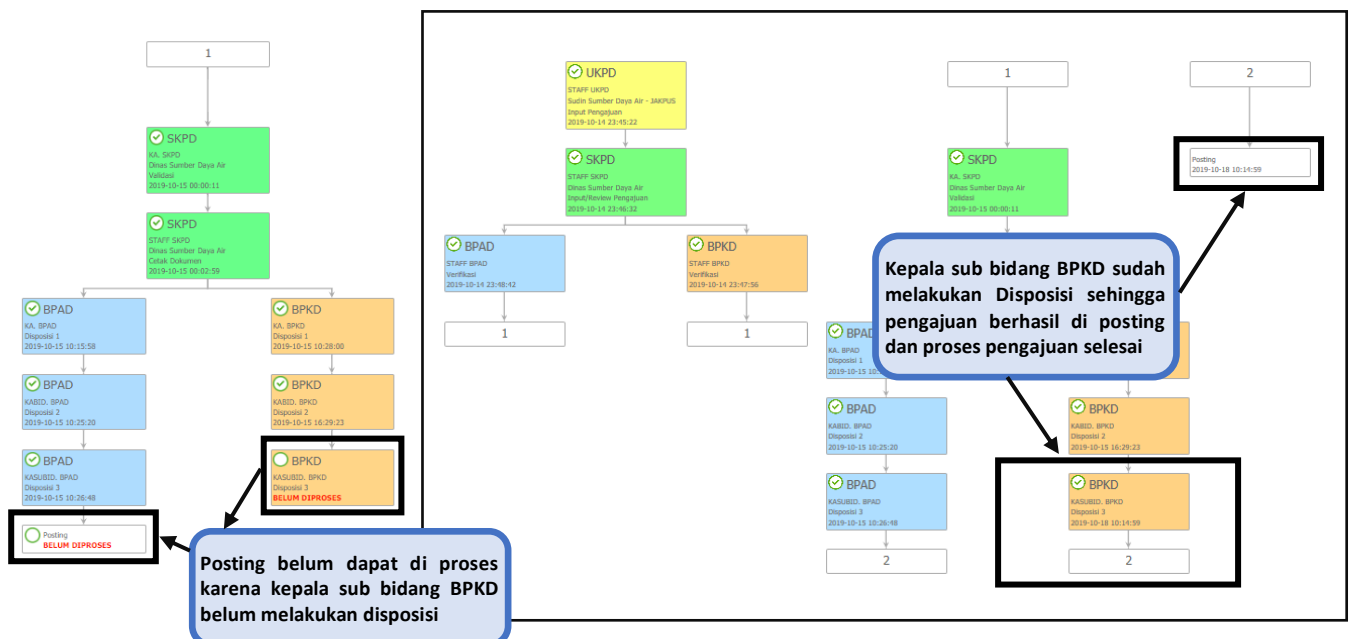 1
SKPD
KA. SKPD
Dinas Sumber Daya Air
Validasi
2019-10-15 00:00:11
SKPD
STAFF SKPD
Dinas Sumber Daya Air
Cetak Dokumen
2019-10-15 00:02:59
BPAD
KA. BPAD
Disposisi 1
2019-10-15 10:15:58
BPKD
KA. BPKD
Disposisi 1
2019-10-15 10:28:00
BPAD
KABID. BPAD
Disposisi 2
2019-10-15 10:25:20
BPKD
KABID. BPKD
Disposisi 2
2019-10-15 16:29:23
BPAD
KASUBID. BPAD
Disposisi 3
2019-10-15 10:26:48
BPKD
KASUBID. BPKD
Disposisi 3
BELUM DIPROSES
Posting
BELUM DIPROSES
Posting belum dapat di proses
karena kepala sub bidang BPKD
belum melakukan disposisi
UKPD
STAFF UKPD
Sudin Sumber Daya Air - JAKPUS
Input Pengajuan
2019-10-14 23:45:22
SKPD
STAFF SKPD
Dinas Sumber Daya Air
Input/Review Pengajuan
2019-10-14 23:46:32
BPAD
STAFF BPAD
Verifikasi
2019-10-14 23:48:42
BPKD
STAFF BPKD
Verifikasi
2019-10-14 23:47:56
1
1
1
SKPD
KA. SKPD
Dinas Sumber Daya Air
Validasi
2019-10-15 00:00:11
2
Posting
2019-10-18 10:14:59
Kepala sub bidang BPKD sudah
melakukan Disposisi sehingga
pengajuan berhasil di posting
dan proses pengajuan selesai
BPAD
KA. BPAD
Disposisi 1
2019-10-15
BPAD
KABID. BPAD
Disposisi 2
2019-10-15 10:25:20
BPKD
KABID. BPKD
Disposisi 2
2019-10-15 16:29:23
BPAD
KASUBID. BPAD
Disposisi 3
2019-10-15 10:26:48
BPKD
KASUBID. BPKD
Disposisi 3
2019-10-18 10:14:59
2
2